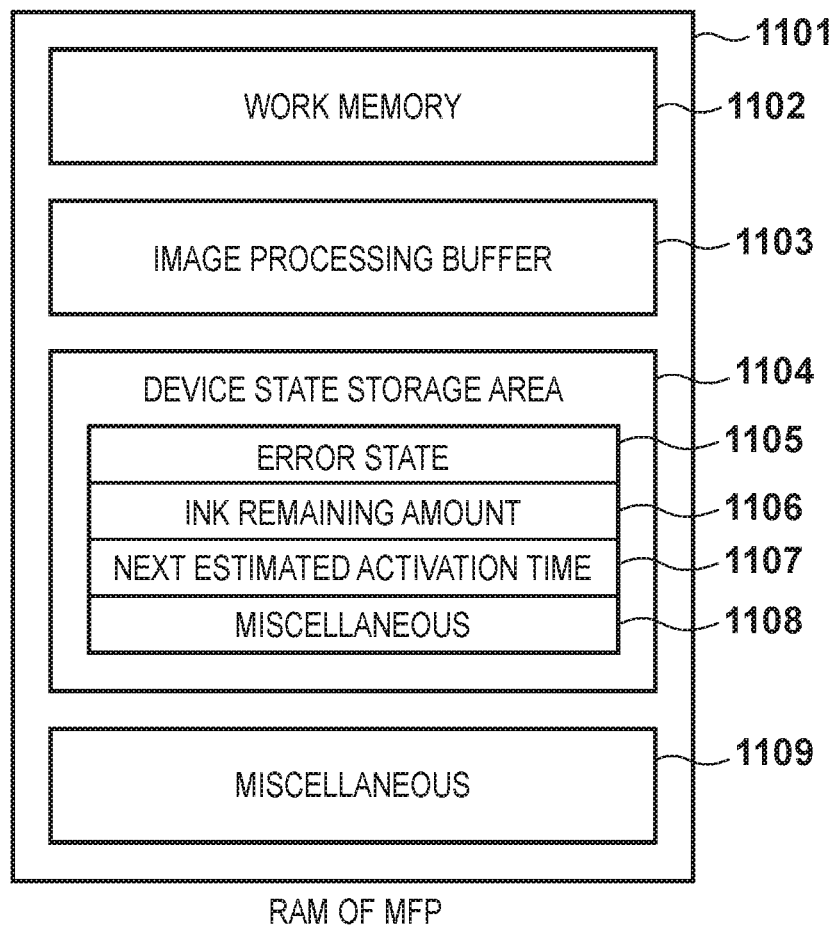 1101
WORK MEMORY
1102
IMAGE PROCESSING BUFFER
1103
DEVICE STATE STORAGE AREA
1104
ERROR STATE
1105
INK REMAINING AMOUNT
1106
NEXT ESTIMATED ACTIVATION TIME
1107
MISCELLANEOUS
1108
MISCELLANEOUS
1109
RAM OF MFP